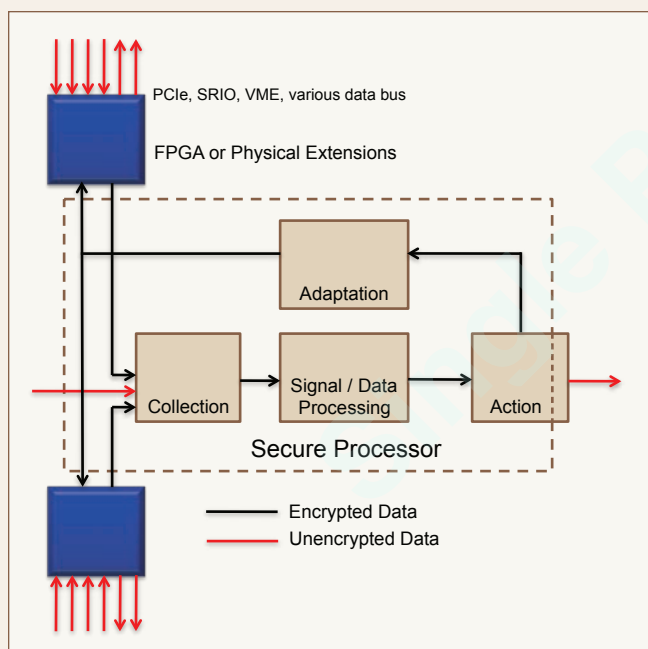 PCIe, SRIO, VME, various data bus
FPGA or Physical Extensions
Adaptation
Collection
Signal / Data
Processing
Action
Secure Processor
Encrypted Data
Unencrypted Data